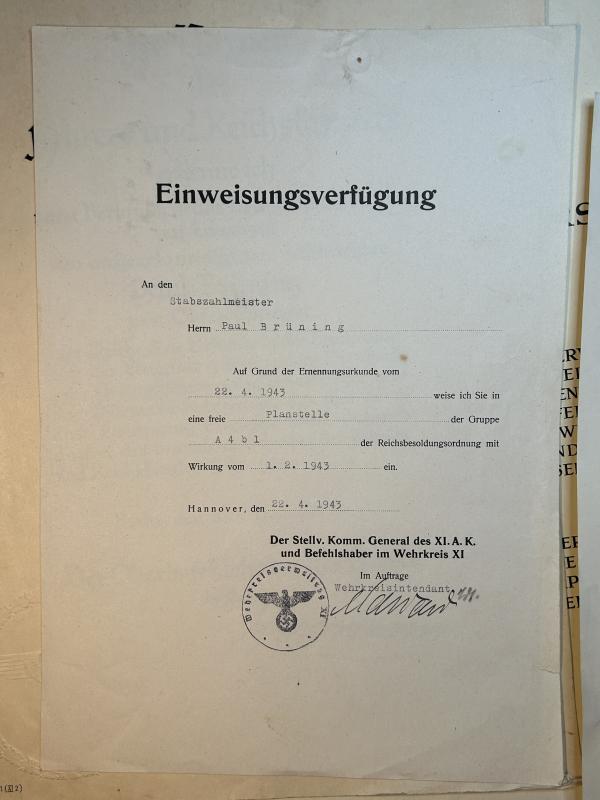 Einweisungsverfügung
An den
Stabszahlmeister
Herrn Paul Brüning
Auf Grund der Ernennungsurkunde vom
22. 4. 1943 weise ich Sie in
eine freie Planstelle der Gruppe
A 4 b 1 der Reichsbesoldungsordnung mit
Wirkung vom 1. 2. 1943 ein.
Hannover, den 22. 4. 1943
Der Stellv. Komm. General des XI. A. K.
und Befehlshaber im Wehrkreis XI
Im Auftrage
Wehrkreisintendant
Wehrkreisverwaltung XI